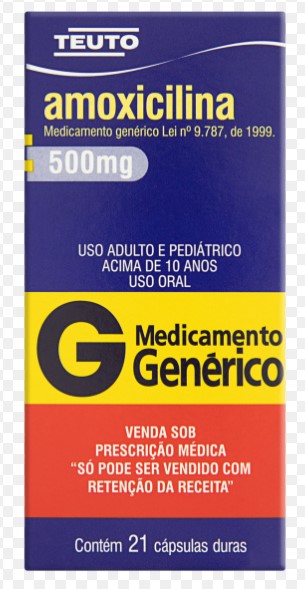 TEUTO
amoxicilina
Medicamento genérico Lei nº 9.787, de 1999.
500mg
USO ADULTO E PEDIÁTRICO
ACIMA DE 10 ANOS
USO ORAL
G Medicamento
Genérico
VENDA SOB
PRESCRIÇÃO MÉDICA
“SÓ PODE SER VENDIDO COM
RETENÇÃO DA RECEITA”
Contém 21 cápsulas duras